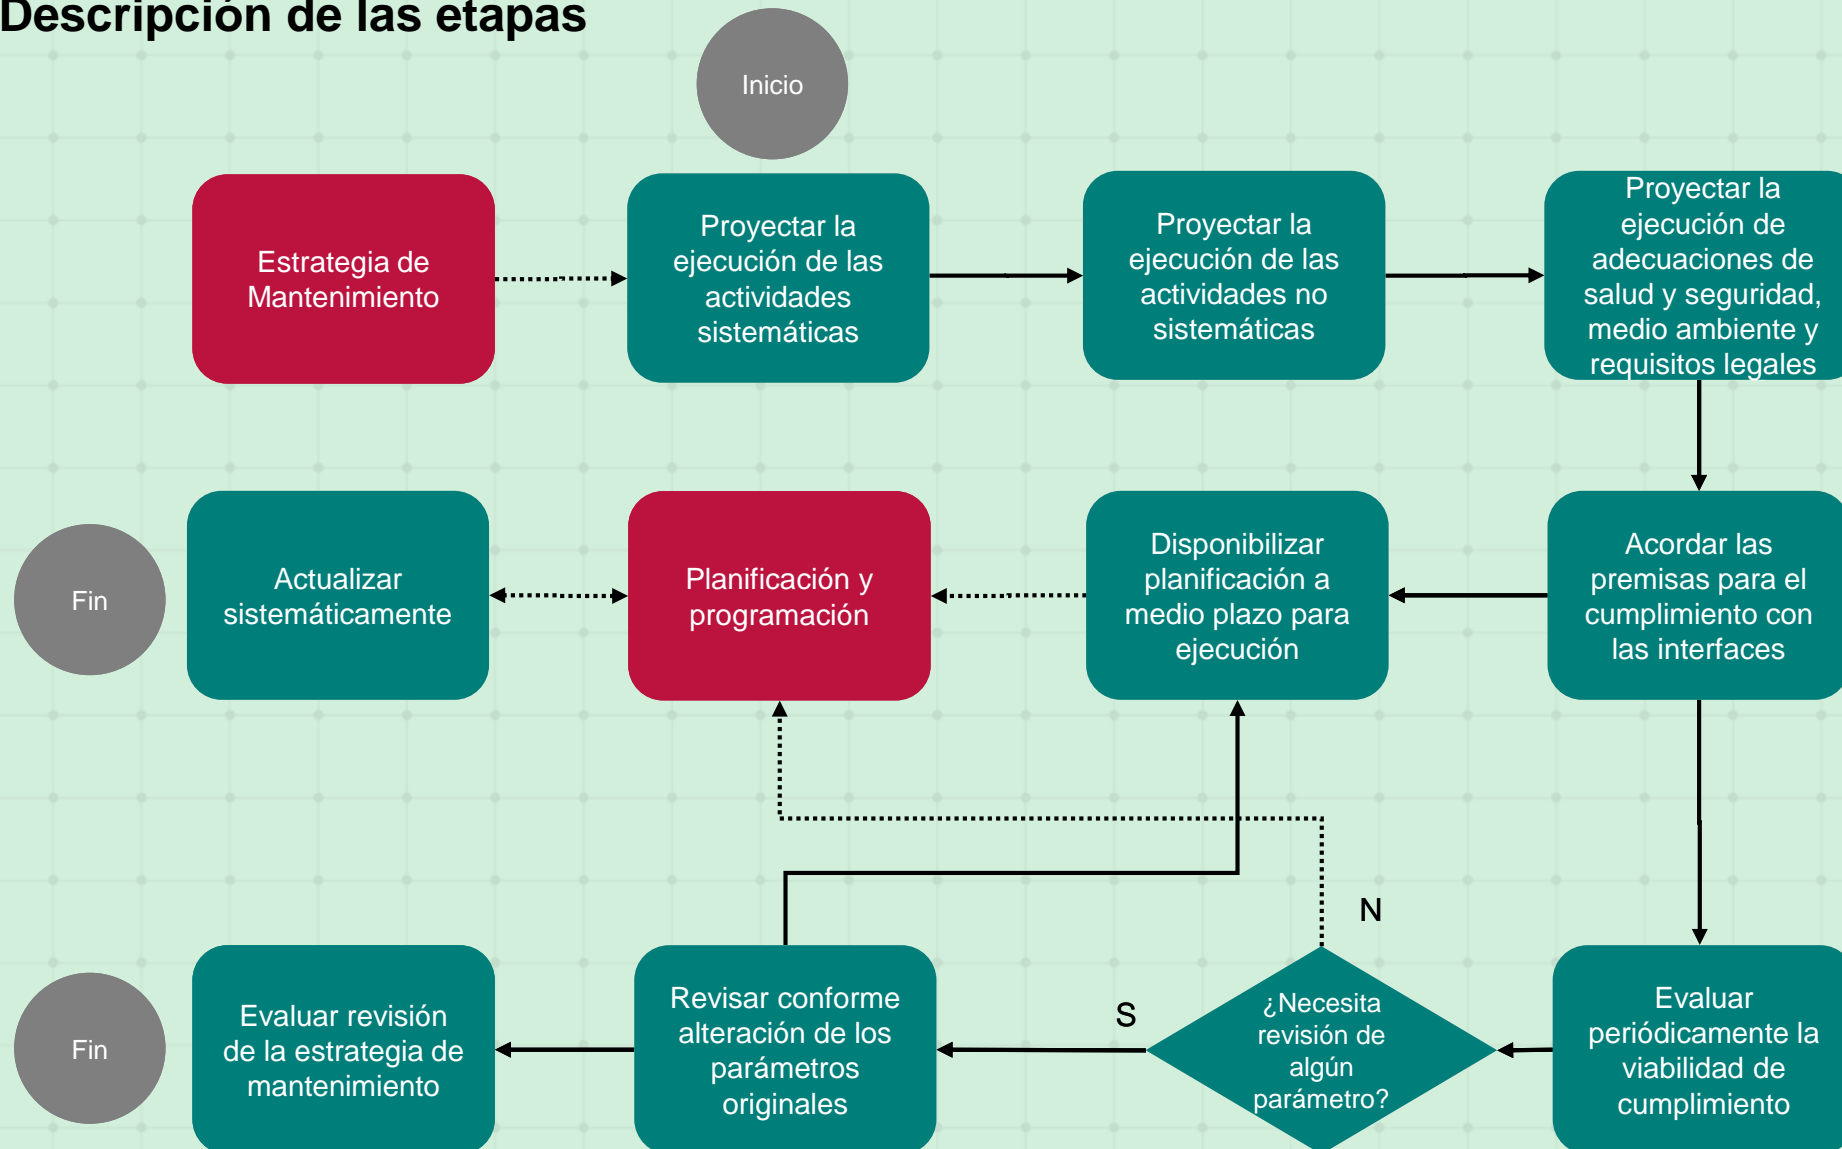 Descripción de las etapas
Inicio
Estrategia de
Mantenimiento
Proyectar la
ejecución de las
actividades
sistemáticas
Proyectar la
ejecución de las
actividades no
sistemáticas
Proyectar la
ejecución de
adecuaciones de
salud y seguridad,
medio ambiente y
requisitos legales
Fin
Actualizar
sistemáticamente
Planificación y
programación
Disponibilizar
planificación a
medio plazo para
ejecución
Acordar las
premisas para el
cumplimiento con
las interfaces
N
S
Fin
Evaluar revisión
de la estrategia de
mantenimiento
Revisar conforme
alteración de los
parámetros
originales
¿Necesita
revisión de
algún
parámetro?
Evaluar
periódicamente la
viabilidad de
cumplimiento